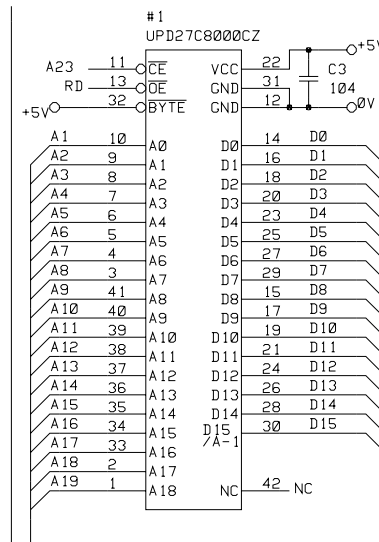 #1
UPD27C8000CZ
A23 11 CE VCC 22 +5V
RD 13 OE GND 31 C3
+5V 32 BYTE GND 12 104 0V
A1 10 A0 D0 14 D0
A2 9 A1 D1 16 D1
A3 8 A2 D2 18 D2
A4 7 A3 D3 20 D3
A5 6 A4 D4 23 D4
A6 5 A5 D5 25 D5
A7 4 A6 D6 27 D6
A8 3 A7 D7 29 D7
A9 41 A8 D8 15 D8
A10 40 A9 D9 17 D9
A11 39 A10 D10 19 D10
A12 38 A11 D11 21 D11
A13 37 A12 D12 24 D12
A14 36 A13 D13 26 D13
A15 35 A14 D14 28 D14
A16 34 A15 D15 30 D15
A17 33 A16 /A-1
A18 2 A17
A19 1 A18 NC 42 NC